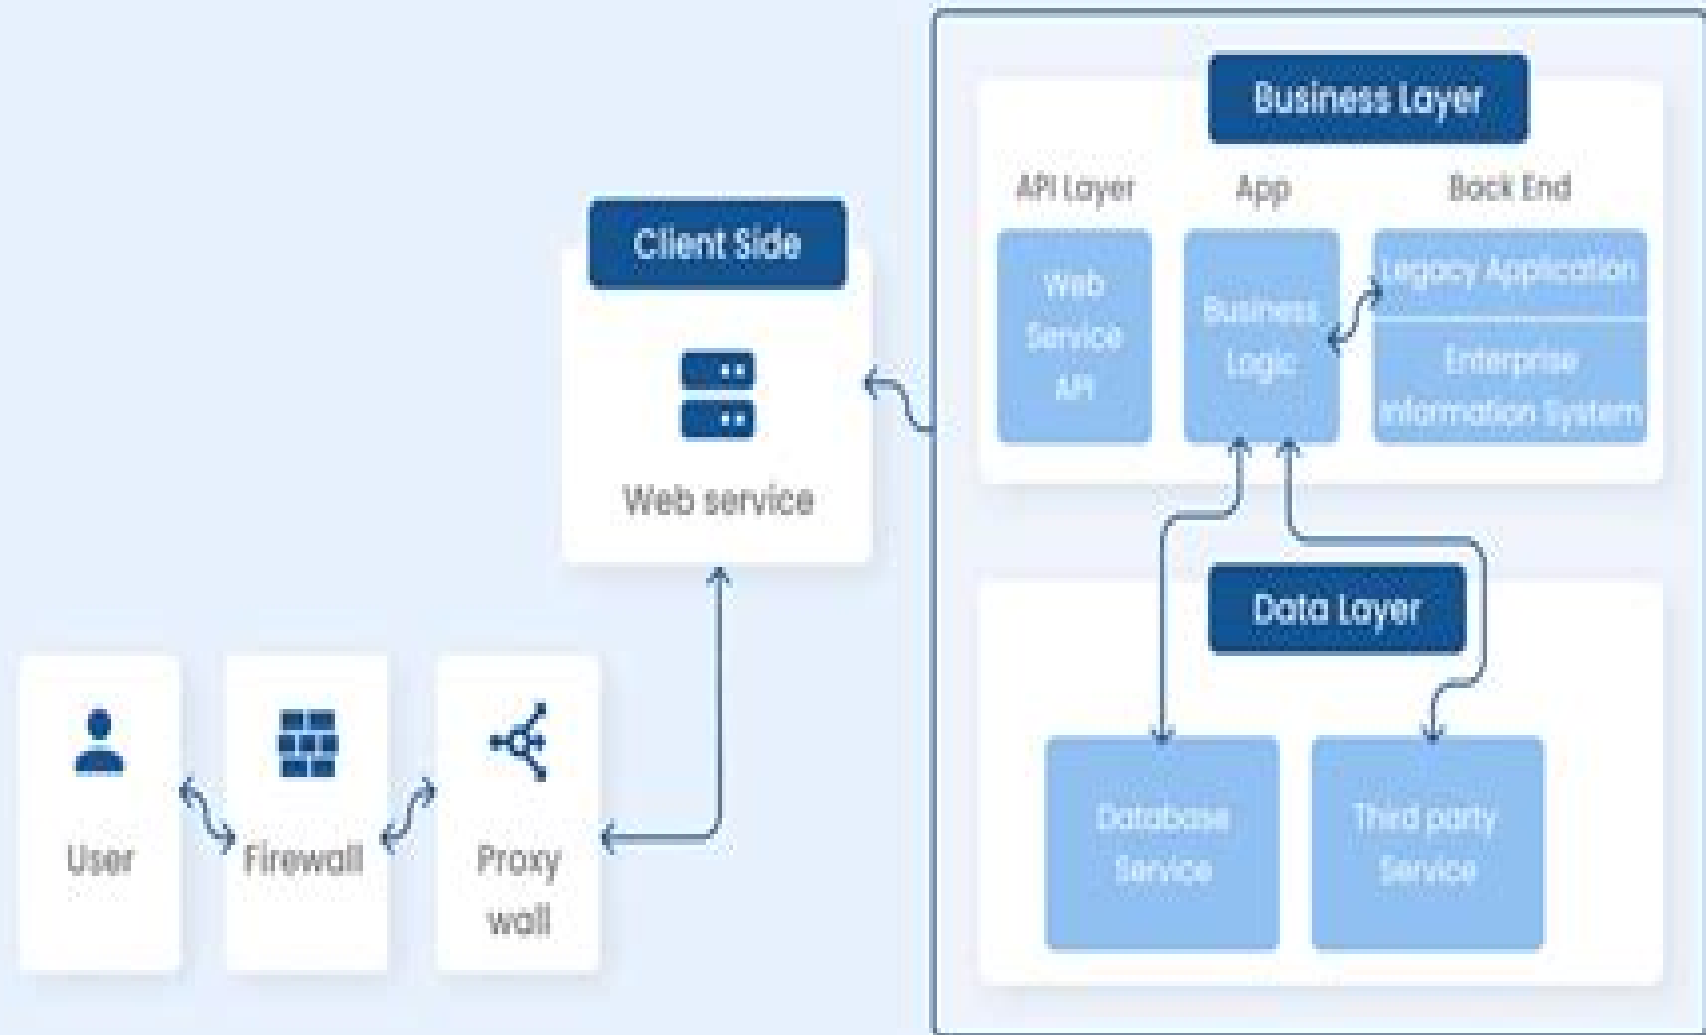 Business Layer
API Layer
App
Back End
Web
Service
API
Business
Logic
Legacy Application
Enterprise
Information System
Client Side
Web service
Data Layer
Database
Service
Third party
Service
User
Firewall
Proxy
wall